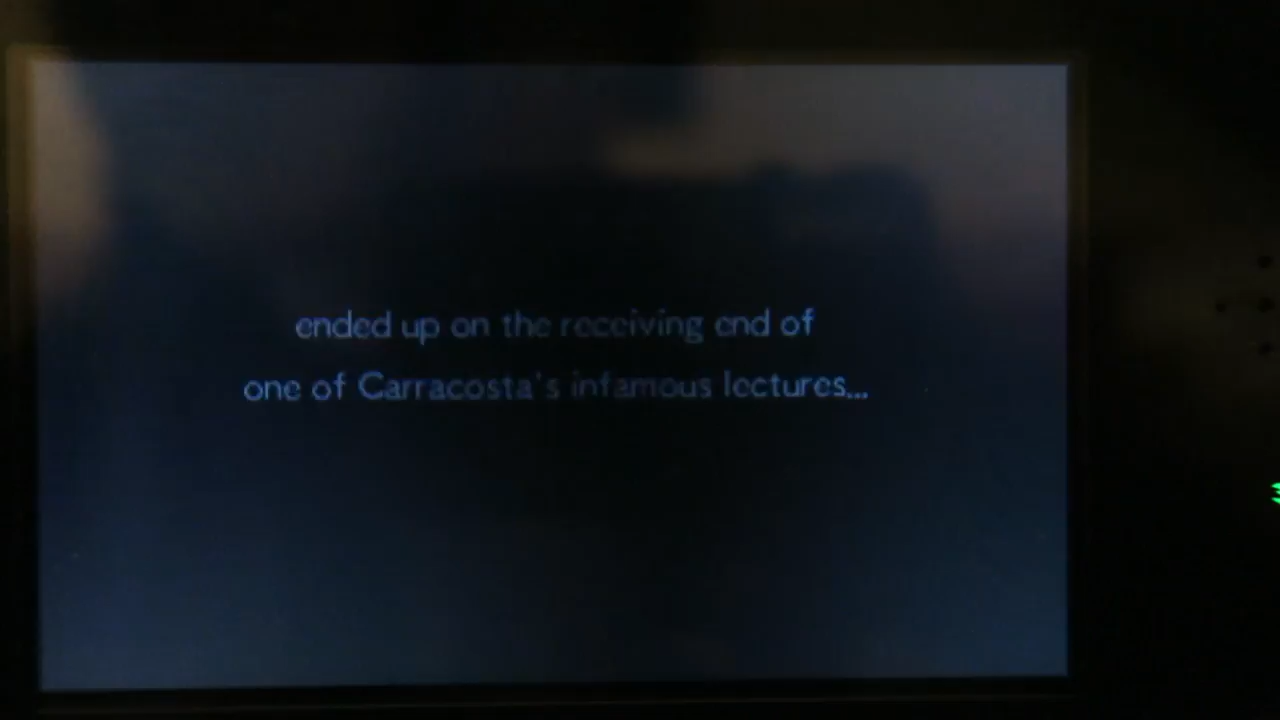 ended up on the receiving end of
one of Carracosta's infamous lectures...